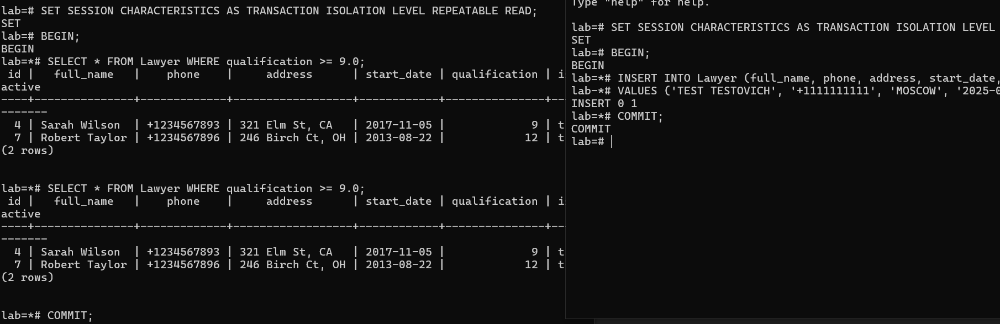 lab=# SET SESSION CHARACTERISTICS AS TRANSACTION ISOLATION LEVEL REPEATABLE READ;
SET
lab=# BEGIN;
BEGIN
lab=*# SELECT * FROM Lawyer WHERE qualification >= 9.0;
 id |   full_name   |    phone    |     address      | start_date | qualification | i
active
----+---------------+-------------+------------------+------------+---------------+---
-------
  4 | Sarah Wilson  | +1234567893 | 321 Elm St, CA   | 2017-11-05 |             9 | t
  7 | Robert Taylor | +1234567896 | 246 Birch Ct, OH | 2013-08-22 |            12 | t
(2 rows)
lab=*# SELECT * FROM Lawyer WHERE qualification >= 9.0;
 id |   full_name   |    phone    |     address      | start_date | qualification | i
active
----+---------------+-------------+------------------+------------+---------------+---
-------
  4 | Sarah Wilson  | +1234567893 | 321 Elm St, CA   | 2017-11-05 |             9 | t
  7 | Robert Taylor | +1234567896 | 246 Birch Ct, OH | 2013-08-22 |            12 | t
(2 rows)
lab=*# COMMIT;
Type "help" for help.
lab=# SET SESSION CHARACTERISTICS AS TRANSACTION ISOLATION LEVEL
SET
lab=# BEGIN;
BEGIN
lab=*# INSERT INTO Lawyer (full_name, phone, address, start_date,
lab-*# VALUES ('TEST TESTOVICH', '+1111111111', 'MOSCOW', '2025-0
INSERT 0 1
lab=*# COMMIT;
COMMIT
lab=#